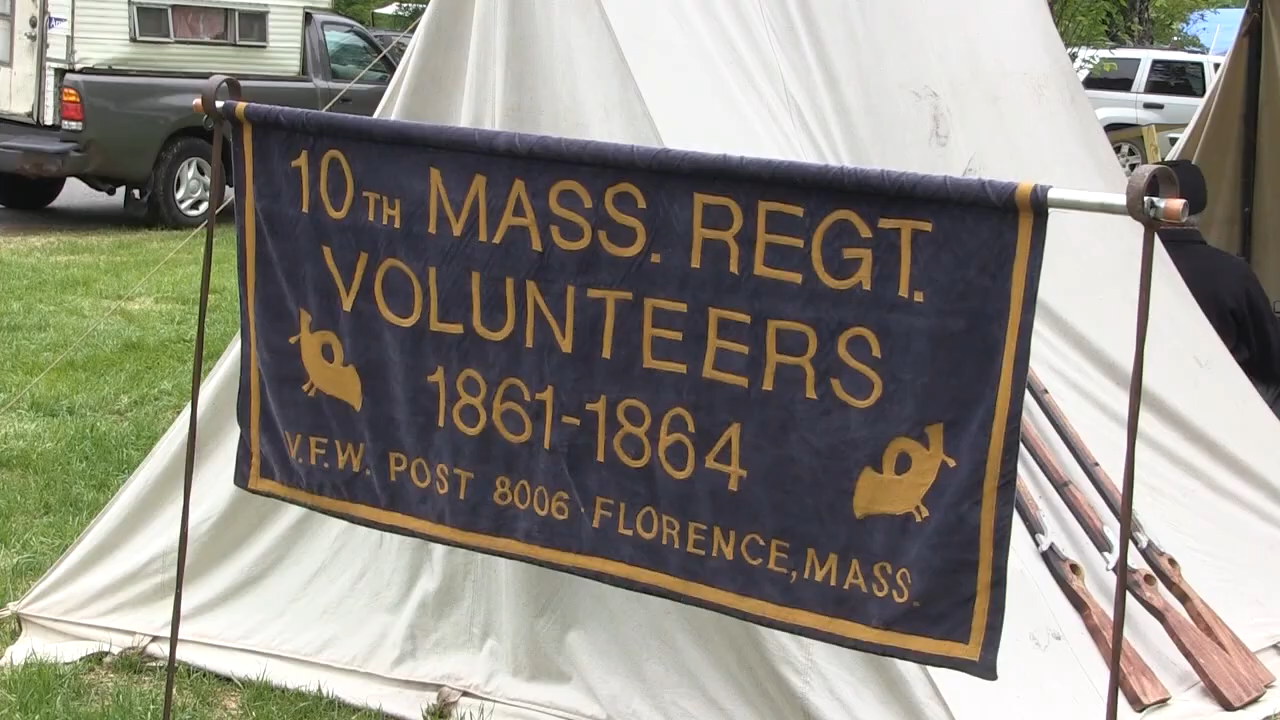 10TH MASS. REGT.
VOLUNTEERS
1861-1864
V.F.W. POST 8006 FLORENCE, MASS.